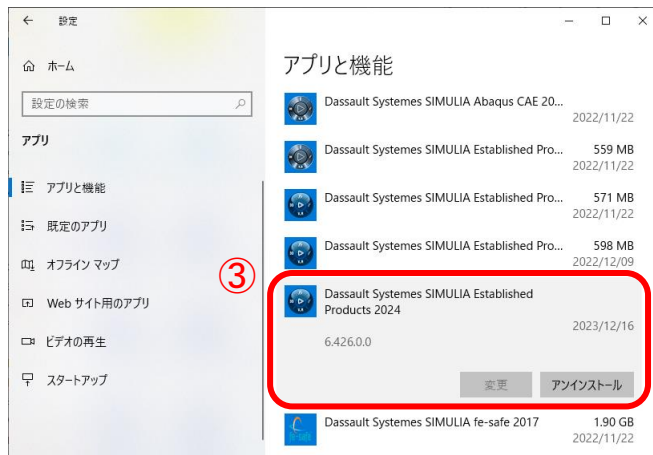 ← 設定
ホーム
設定の検索
アプリ
アプリと機能
既定のアプリ
オフライン マップ
Web サイト用のアプリ
ビデオの再生
スタートアップ
③
アプリと機能
Dassault Systemes SIMULIA Abaqus CAE 20...
2022/11/22
Dassault Systemes SIMULIA Established Pro... 559 MB
2022/11/22
Dassault Systemes SIMULIA Established Pro... 571 MB
2022/11/22
Dassault Systemes SIMULIA Established Pro... 598 MB
2022/12/09
Dassault Systemes SIMULIA Established
Products 2024
2023/12/16
6.426.0.0
変更 アンインストール
Dassault Systemes SIMULIA fe-safe 2017 1.90 GB
2022/11/22